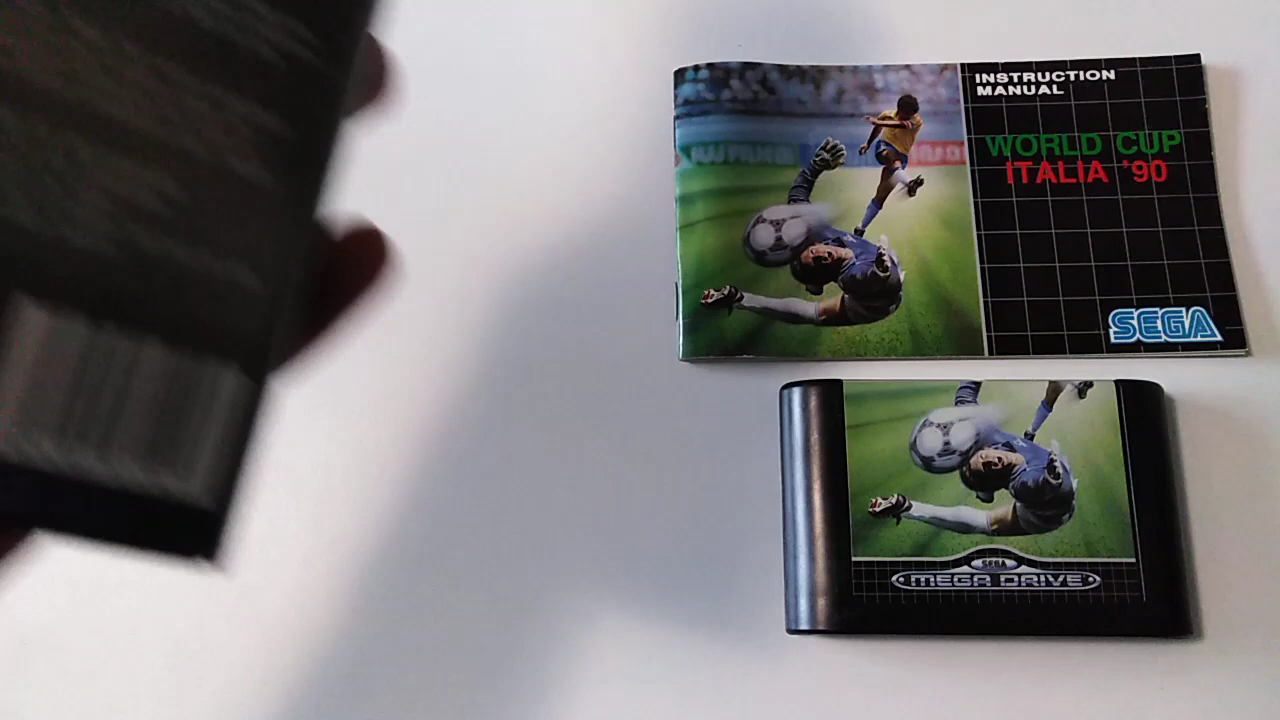 INSTRUCTION
MANUAL
WORLD CUP
ITALIA '90
SEGA
SEGA
MEGA DRIVE